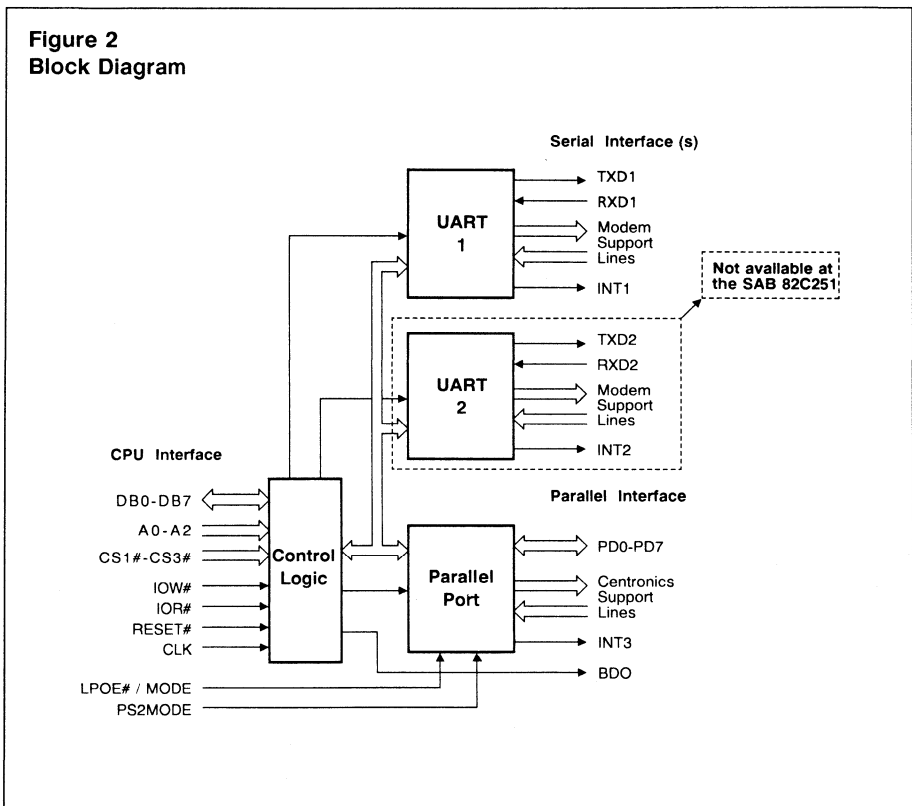 Figure 2
Block Diagram
Serial Interface (s)
UART
1
TXD1
RXD1
Modem
Support
Lines
INT1
Not available at
the SAB 82C251
UART
2
TXD2
RXD2
Modem
Support
Lines
INT2
CPU Interface
DB0-DB7
A0-A2
CS1#-CS3#
IOW#
IOR#
RESET#
CLK
LPOE# / MODE
PS2MODE
Control
Logic
Parallel Interface
Parallel
Port
PD0-PD7
Centronics
Support
Lines
INT3
BDO